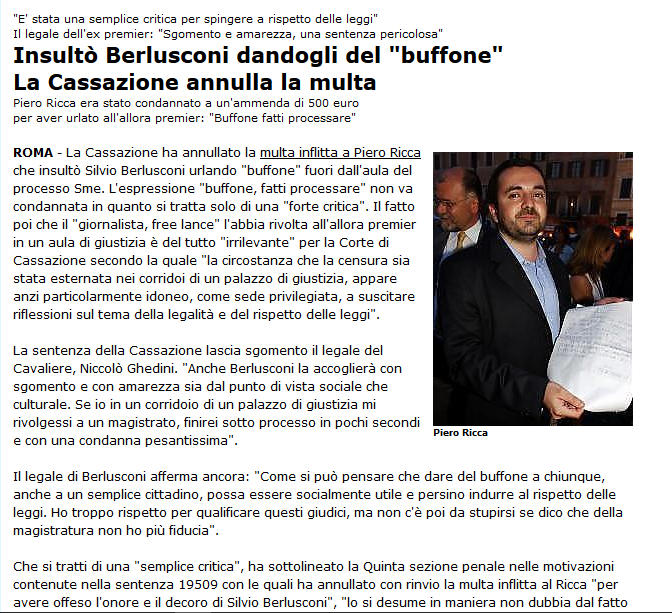 "E' stata una semplice critica per spingere a rispetto delle leggi"
Il legale dell'ex premier: "Sgomento e amarezza, una sentenza pericolosa"
Insultò Berlusconi dandogli del "buffone"
La Cassazione annulla la multa
Piero Ricca era stato condannato a un'ammenda di 500 euro
per aver urlato all'allora premier: "Buffone fatti processare"
ROMA - La Cassazione ha annullato la multa inflitta a Piero Ricca
che insultò Silvio Berlusconi urlando "buffone" fuori dall'aula del
processo Sme. L'espressione "buffone, fatti processare" non va
condannata in quanto si tratta solo di una "forte critica". Il fatto
poi che il "giornalista, free lance" l'abbia rivolta all'allora premier
in un aula di giustizia è del tutto "irrilevante" per la Corte di
Cassazione secondo la quale "la circostanza che la censura sia
stata esternata nei corridoi di un palazzo di giustizia, appare
anzi particolarmente idoneo, come sede privilegiata, a suscitare
riflessioni sul tema della legalità e del rispetto delle leggi".
Piero Ricca
La sentenza della Cassazione lascia sgomento il legale del
Cavaliere, Niccolò Ghedini. "Anche Berlusconi la accoglierà con
sgomento e con amarezza sia dal punto di vista sociale che
culturale. Se io in un corridoio di un palazzo di giustizia mi
rivolgessi a un magistrato, finirei sotto processo in pochi secondi
e con una condanna pesantissima".
Il legale di Berlusconi afferma ancora: "Come si può pensare che dare del buffone a chiunque,
anche a un semplice cittadino, possa essere socialmente utile e persino indurre al rispetto delle
leggi. Ho troppo rispetto per qualificare questi giudici, ma non c'è poi da stupirsi se dico che della
magistratura non ho più fiducia".
Che si tratti di una "semplice critica", ha sottolineato la Quinta sezione penale nelle motivazioni
contenute nella sentenza 19509 con le quali ha annullato con rinvio la multa inflitta al Ricca "per
avere offeso l'onore e il decoro di Silvio Berlusconi", "lo si desume in maniera non dubbia dal fatto